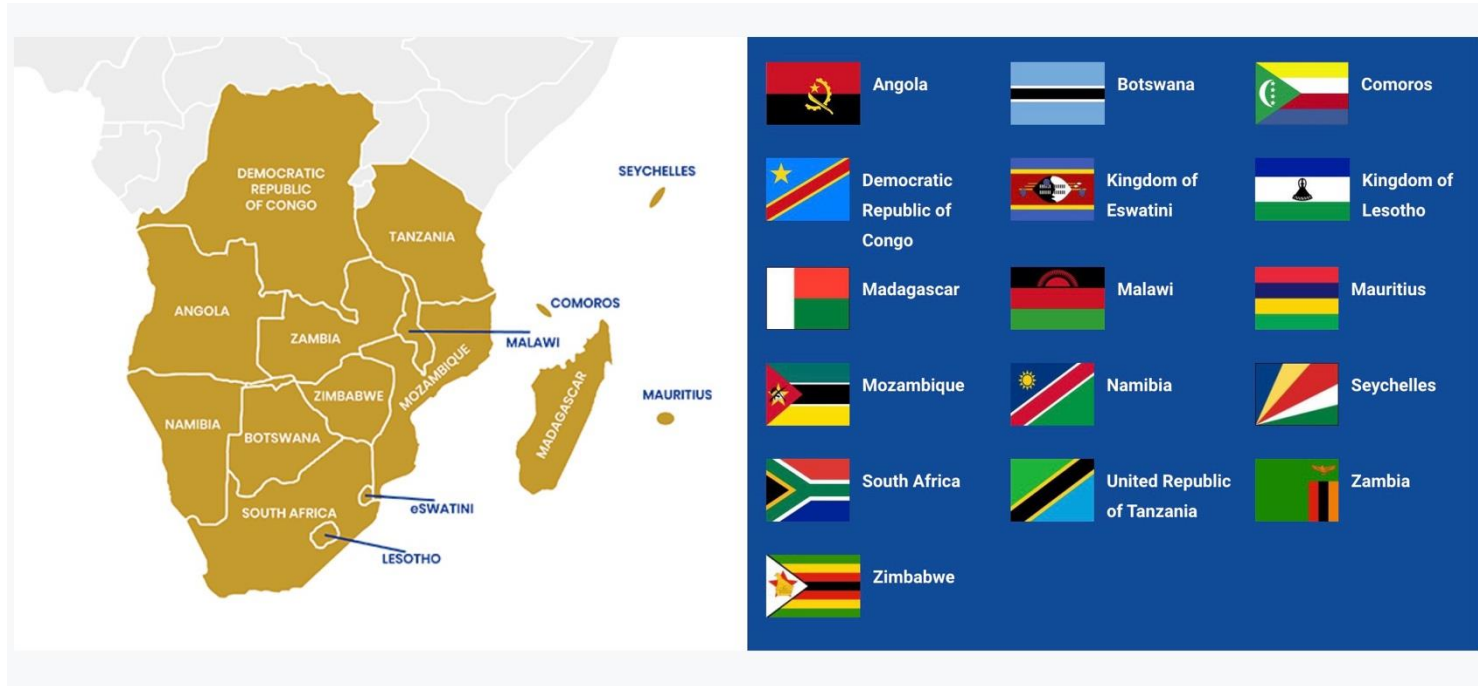 SEYCHELLES
DEMOCRATIC
REPUBLIC
OF CONGO
TANZANIA
COMOROS
ANGOLA
ZAMBIA
MALAWI
MOZAMBIQUE
ZIMBABWE
MAURITIUS
NAMIBIA
BOTSWANA
MADAGASCAR
eSWATINI
SOUTH AFRICA
LESOTHO
Angola
Botswana
Comoros
Democratic
Republic of
Congo
Kingdom of
Eswatini
Kingdom of
Lesotho
Madagascar
Malawi
Mauritius
Mozambique
Namibia
Seychelles
South Africa
United Republic
of Tanzania
Zambia
Zimbabwe